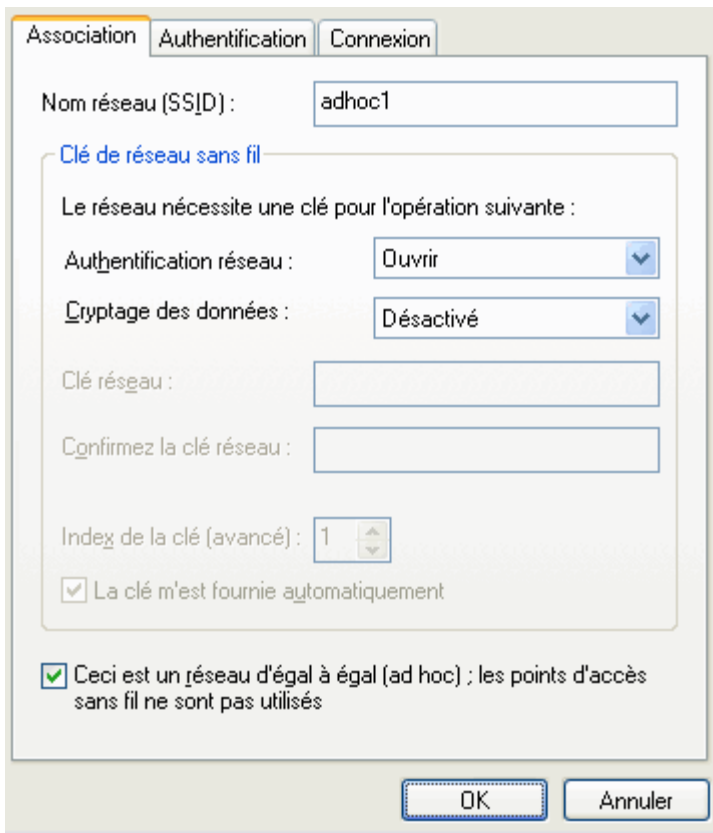 Association Authentification Connexion
Nom réseau (SSID) : adhoc1
Clé de réseau sans fil
Le réseau nécessite une clé pour l'opération suivante :
Authentification réseau : Ouvrir
Cryptage des données : Désactivé
Clé réseau :
Confirmez la clé réseau :
Index de la clé (avancé) : 1
La clé m'est fournie automatiquement
Ceci est un réseau d'égal à égal (ad hoc) ; les points d'accès
sans fil ne sont pas utilisés
OK Annuler